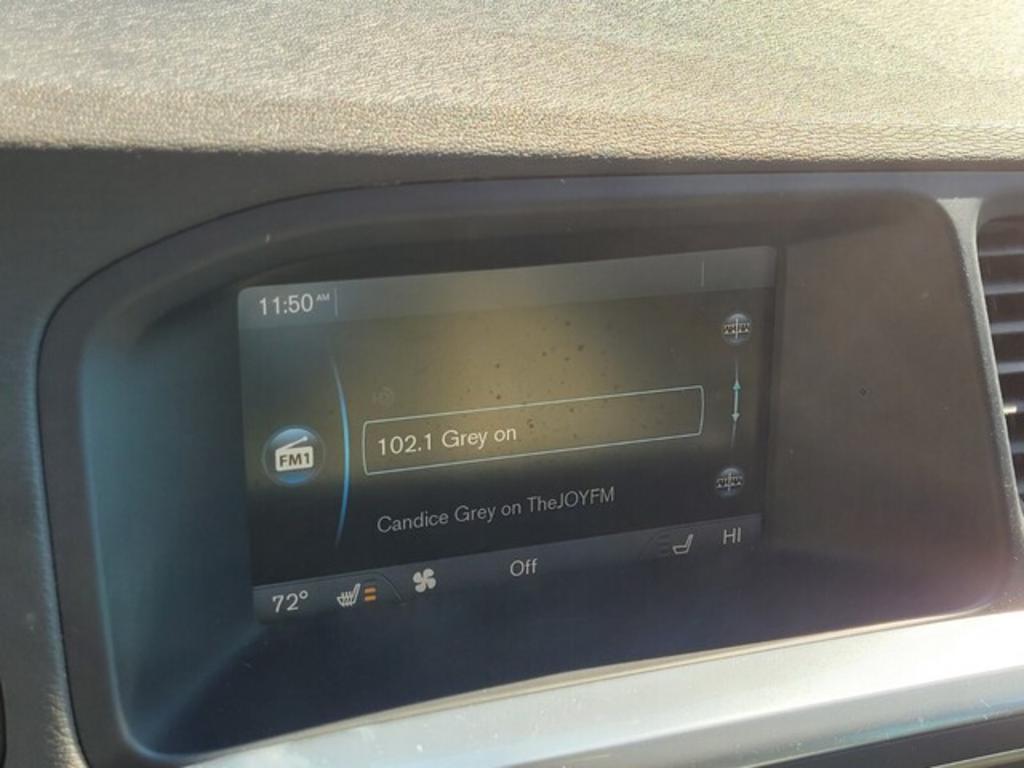 11:50 AM
102.1 Grey on
FM1
Candice Grey on TheJOYFM
72° Off HI